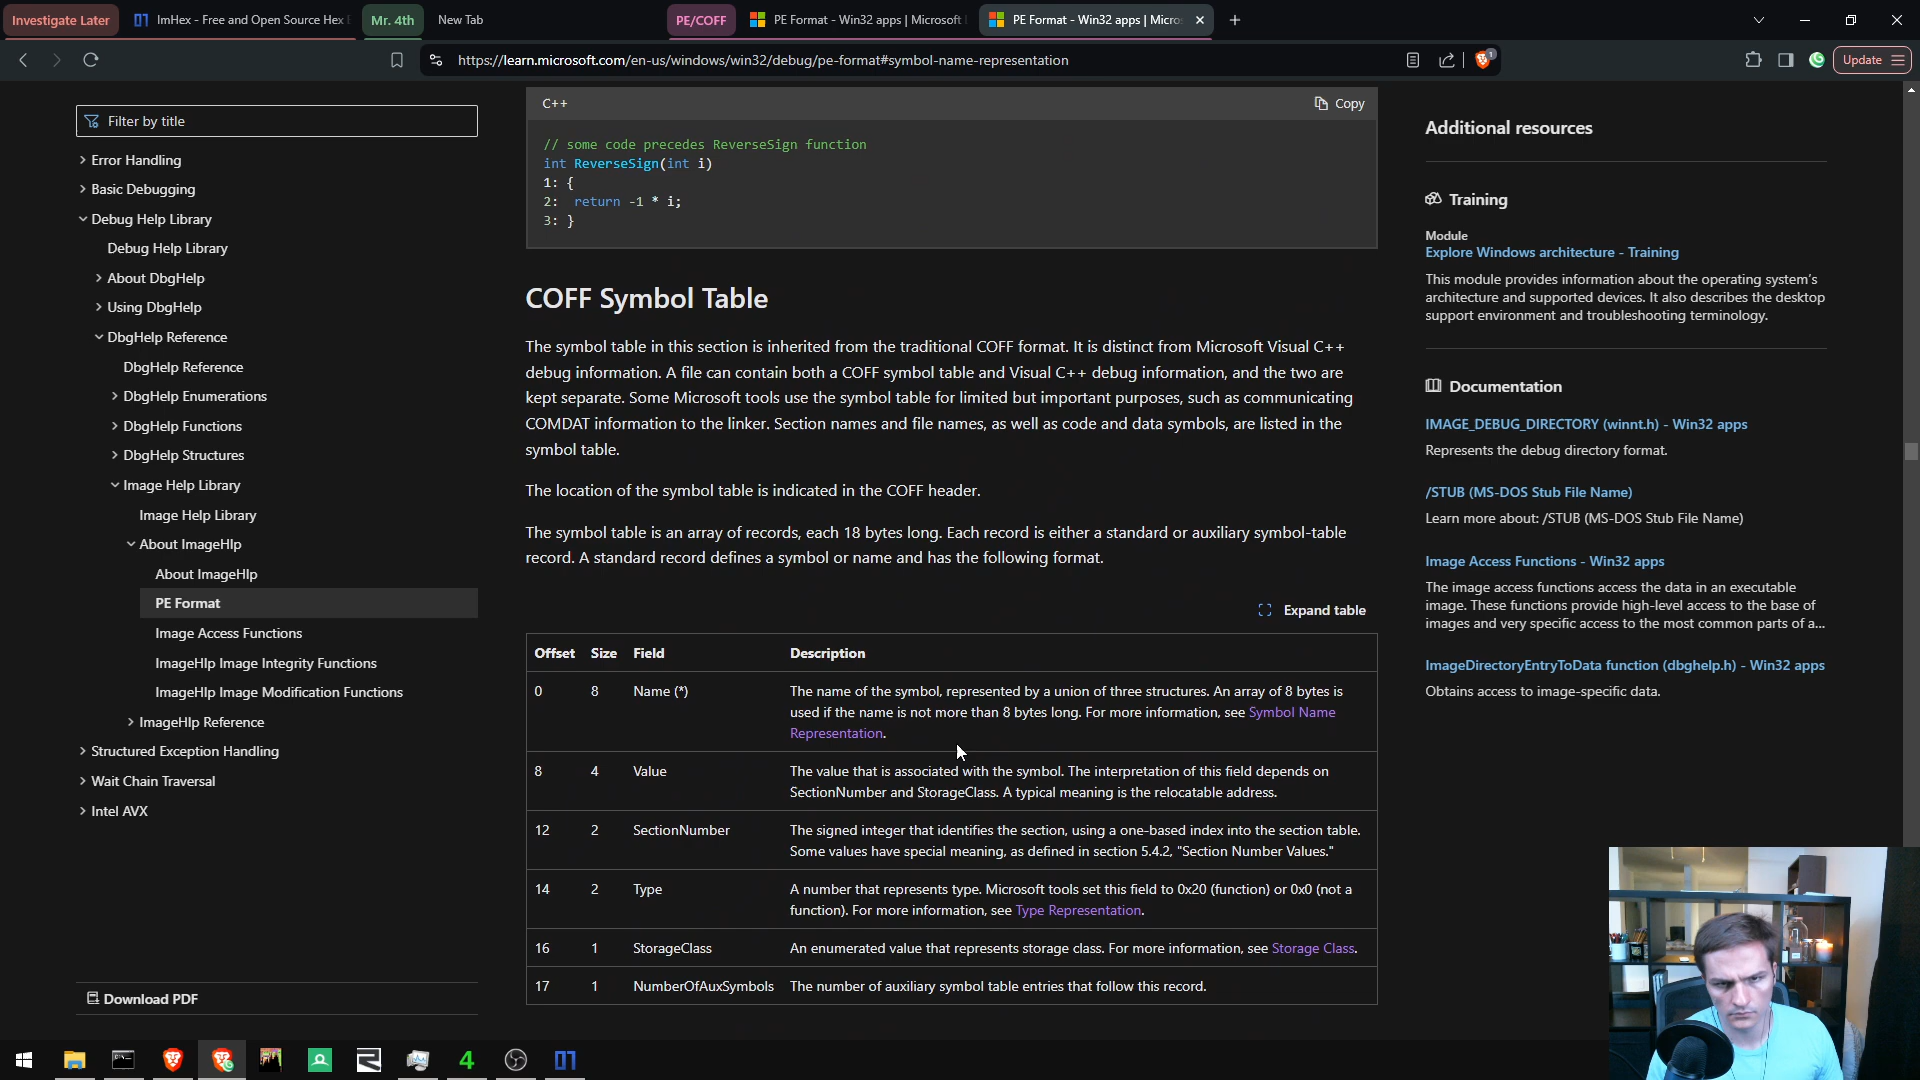 Investigate Later
ImHex - Free and Open Source Hex
Mr. 4th
New Tab
PE/COFF
PE Format - Win32 apps | Microsoft
PE Format - Win32 apps | Micro
https://learn.microsoft.com/en-us/windows/win32/debug/pe-format#symbol-name-representation
1
Update
Filter by title
Error Handling
Basic Debugging
Debug Help Library
Debug Help Library
About DbgHelp
Using DbgHelp
DbgHelp Reference
DbgHelp Reference
DbgHelp Enumerations
DbgHelp Functions
DbgHelp Structures
Image Help Library
Image Help Library
About ImageHlp
About ImageHlp
PE Format
Image Access Functions
ImageHlp Image Integrity Functions
ImageHlp Image Modification Functions
ImageHlp Reference
Structured Exception Handling
Wait Chain Traversal
Intel AVX
Download PDF
C++
Copy
// some code precedes ReverseSign function
int ReverseSign(int i)
1: {
2:  return -1 * i;
3: }
COFF Symbol Table
The symbol table in this section is inherited from the traditional COFF format. It is distinct from Microsoft Visual C++
debug information. A file can contain both a COFF symbol table and Visual C++ debug information, and the two are
kept separate. Some Microsoft tools use the symbol table for limited but important purposes, such as communicating
COMDAT information to the linker. Section names and file names, as well as code and data symbols, are listed in the
symbol table.
The location of the symbol table is indicated in the COFF header.
The symbol table is an array of records, each 18 bytes long. Each record is either a standard or auxiliary symbol-table
record. A standard record defines a symbol or name and has the following format.
Expand table
Offset Size Field Description
0 8 Name (*) The name of the symbol, represented by a union of three structures. An array of 8 bytes is
used if the name is not more than 8 bytes long. For more information, see Symbol Name
Representation.
8 4 Value The value that is associated with the symbol. The interpretation of this field depends on
SectionNumber and StorageClass. A typical meaning is the relocatable address.
12 2 SectionNumber The signed integer that identifies the section, using a one-based index into the section table.
Some values have special meaning, as defined in section 5.4.2, "Section Number Values."
14 2 Type A number that represents type. Microsoft tools set this field to 0x20 (function) or 0x0 (not a
function). For more information, see Type Representation.
16 1 StorageClass An enumerated value that represents storage class. For more information, see Storage Class.
17 1 NumberOfAuxSymbols The number of auxiliary symbol table entries that follow this record.
Additional resources
Training
Module
Explore Windows architecture - Training
This module provides information about the operating system's
architecture and supported devices. It also describes the desktop
support environment and troubleshooting terminology.
Documentation
IMAGE_DEBUG_DIRECTORY (winnt.h) - Win32 apps
Represents the debug directory format.
/STUB (MS-DOS Stub File Name)
Learn more about: /STUB (MS-DOS Stub File Name)
Image Access Functions - Win32 apps
The image access functions access the data in an executable
image. These functions provide high-level access to the base of
images and very specific access to the most common parts of a...
ImageDirectoryEntryToData function (dbghelp.h) - Win32 apps
Obtains access to image-specific data.
4